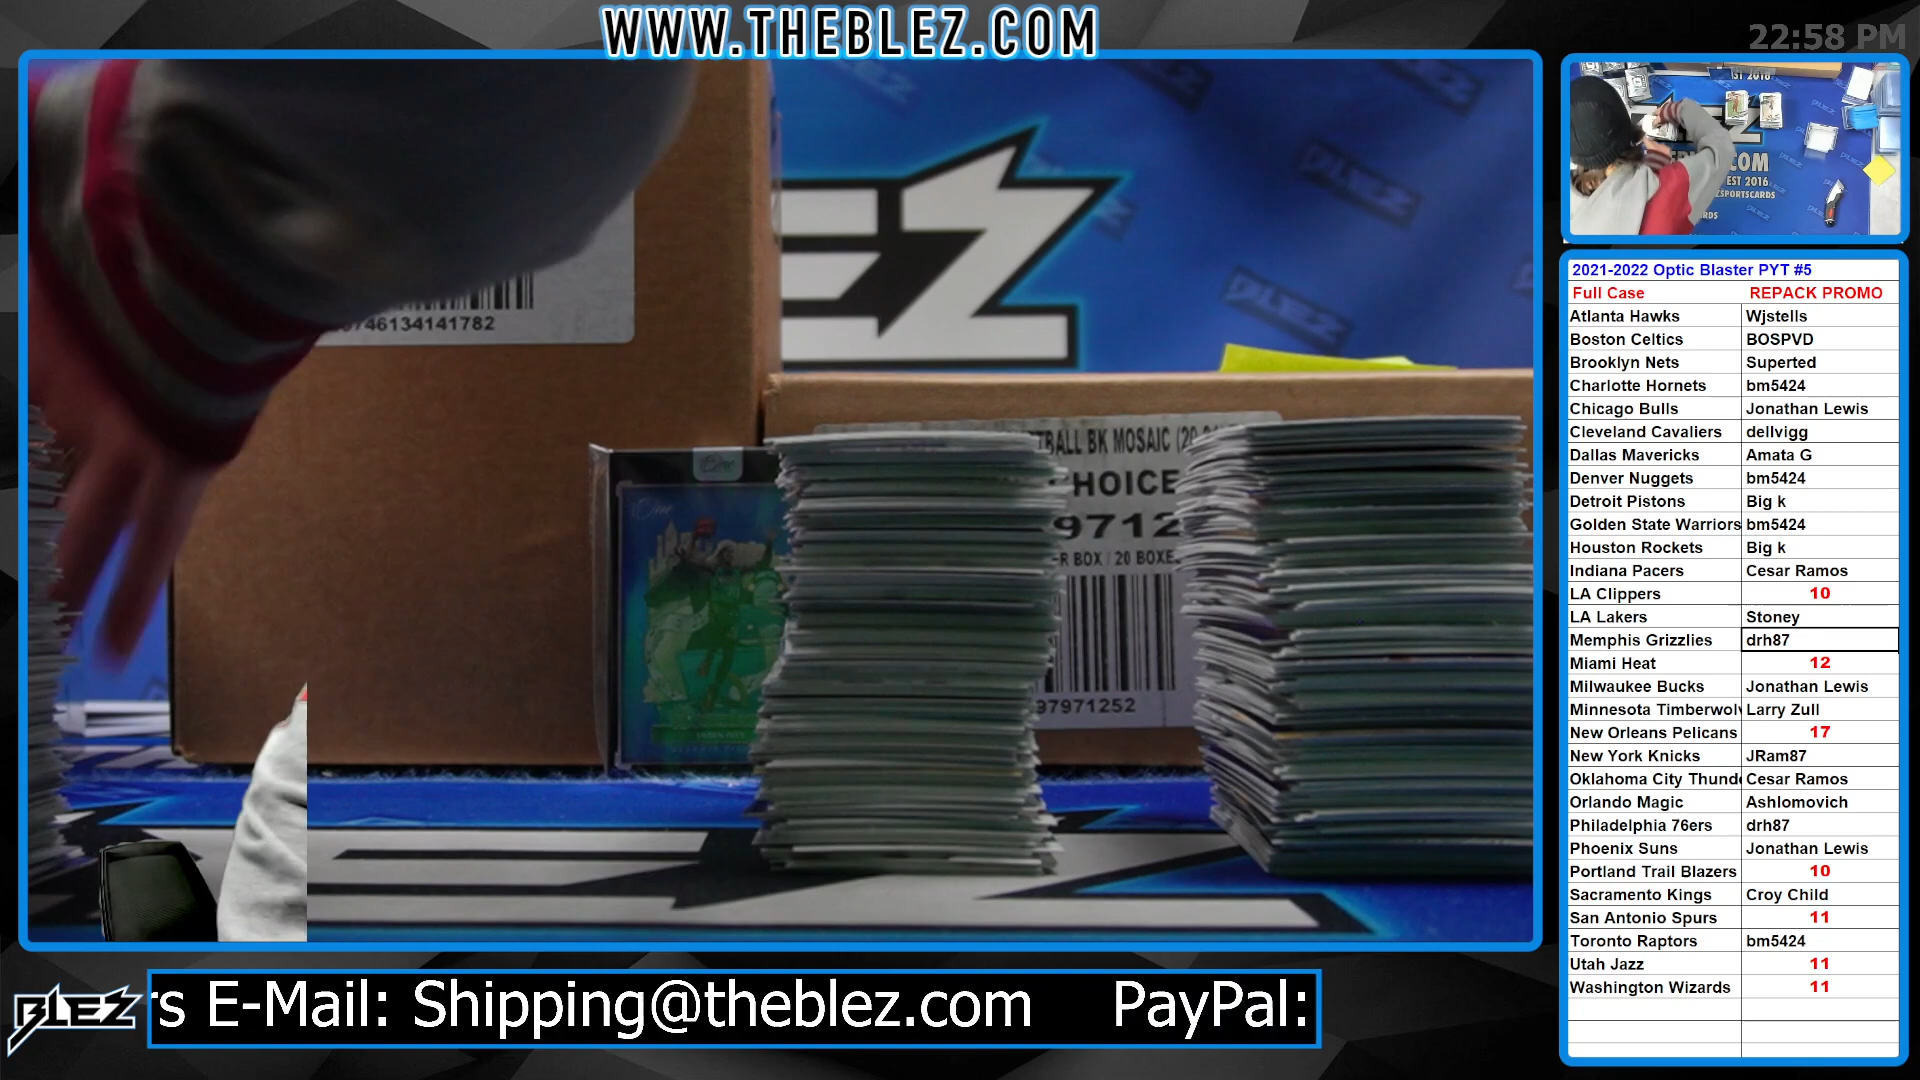 WWW.THEBLEZ.COM
22:58 PM
EZ
746134141782
TBALL BK MOSAIC (20
HOICE
9712
R BOX / 20 BOXE
97971252
COM
EST 2016
ZSPORTSCARDS
2021-2022 Optic Blaster PYT #5
Full Case REPACK PROMO
Atlanta Hawks Wjstells
Boston Celtics BOSPVD
Brooklyn Nets Superted
Charlotte Hornets bm5424
Chicago Bulls Jonathan Lewis
Cleveland Cavaliers dellvigg
Dallas Mavericks Amata G
Denver Nuggets bm5424
Detroit Pistons Big k
Golden State Warriors bm5424
Houston Rockets Big k
Indiana Pacers Cesar Ramos
LA Clippers 10
LA Lakers Stoney
Memphis Grizzlies drh87
Miami Heat 12
Milwaukee Bucks Jonathan Lewis
Minnesota Timberwolv Larry Zull
New Orleans Pelicans 17
New York Knicks JRam87
Oklahoma City Thund Cesar Ramos
Orlando Magic Ashlomovich
Philadelphia 76ers drh87
Phoenix Suns Jonathan Lewis
Portland Trail Blazers 10
Sacramento Kings Croy Child
San Antonio Spurs 11
Toronto Raptors bm5424
Utah Jazz 11
Washington Wizards 11
BLEZ
rs E-Mail: Shipping@theblez.com PayPal: